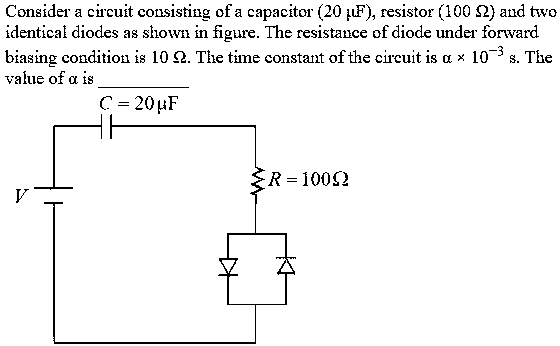 Consider a circuit consisting of a capacitor (20 μF), resistor (100 Ω) and two
identical diodes as shown in figure. The resistance of diode under forward
biasing condition is 10 Ω. The time constant of the circuit is α × 10⁻³ s. The
value of α is ____________
C = 20μF
R = 100Ω
V